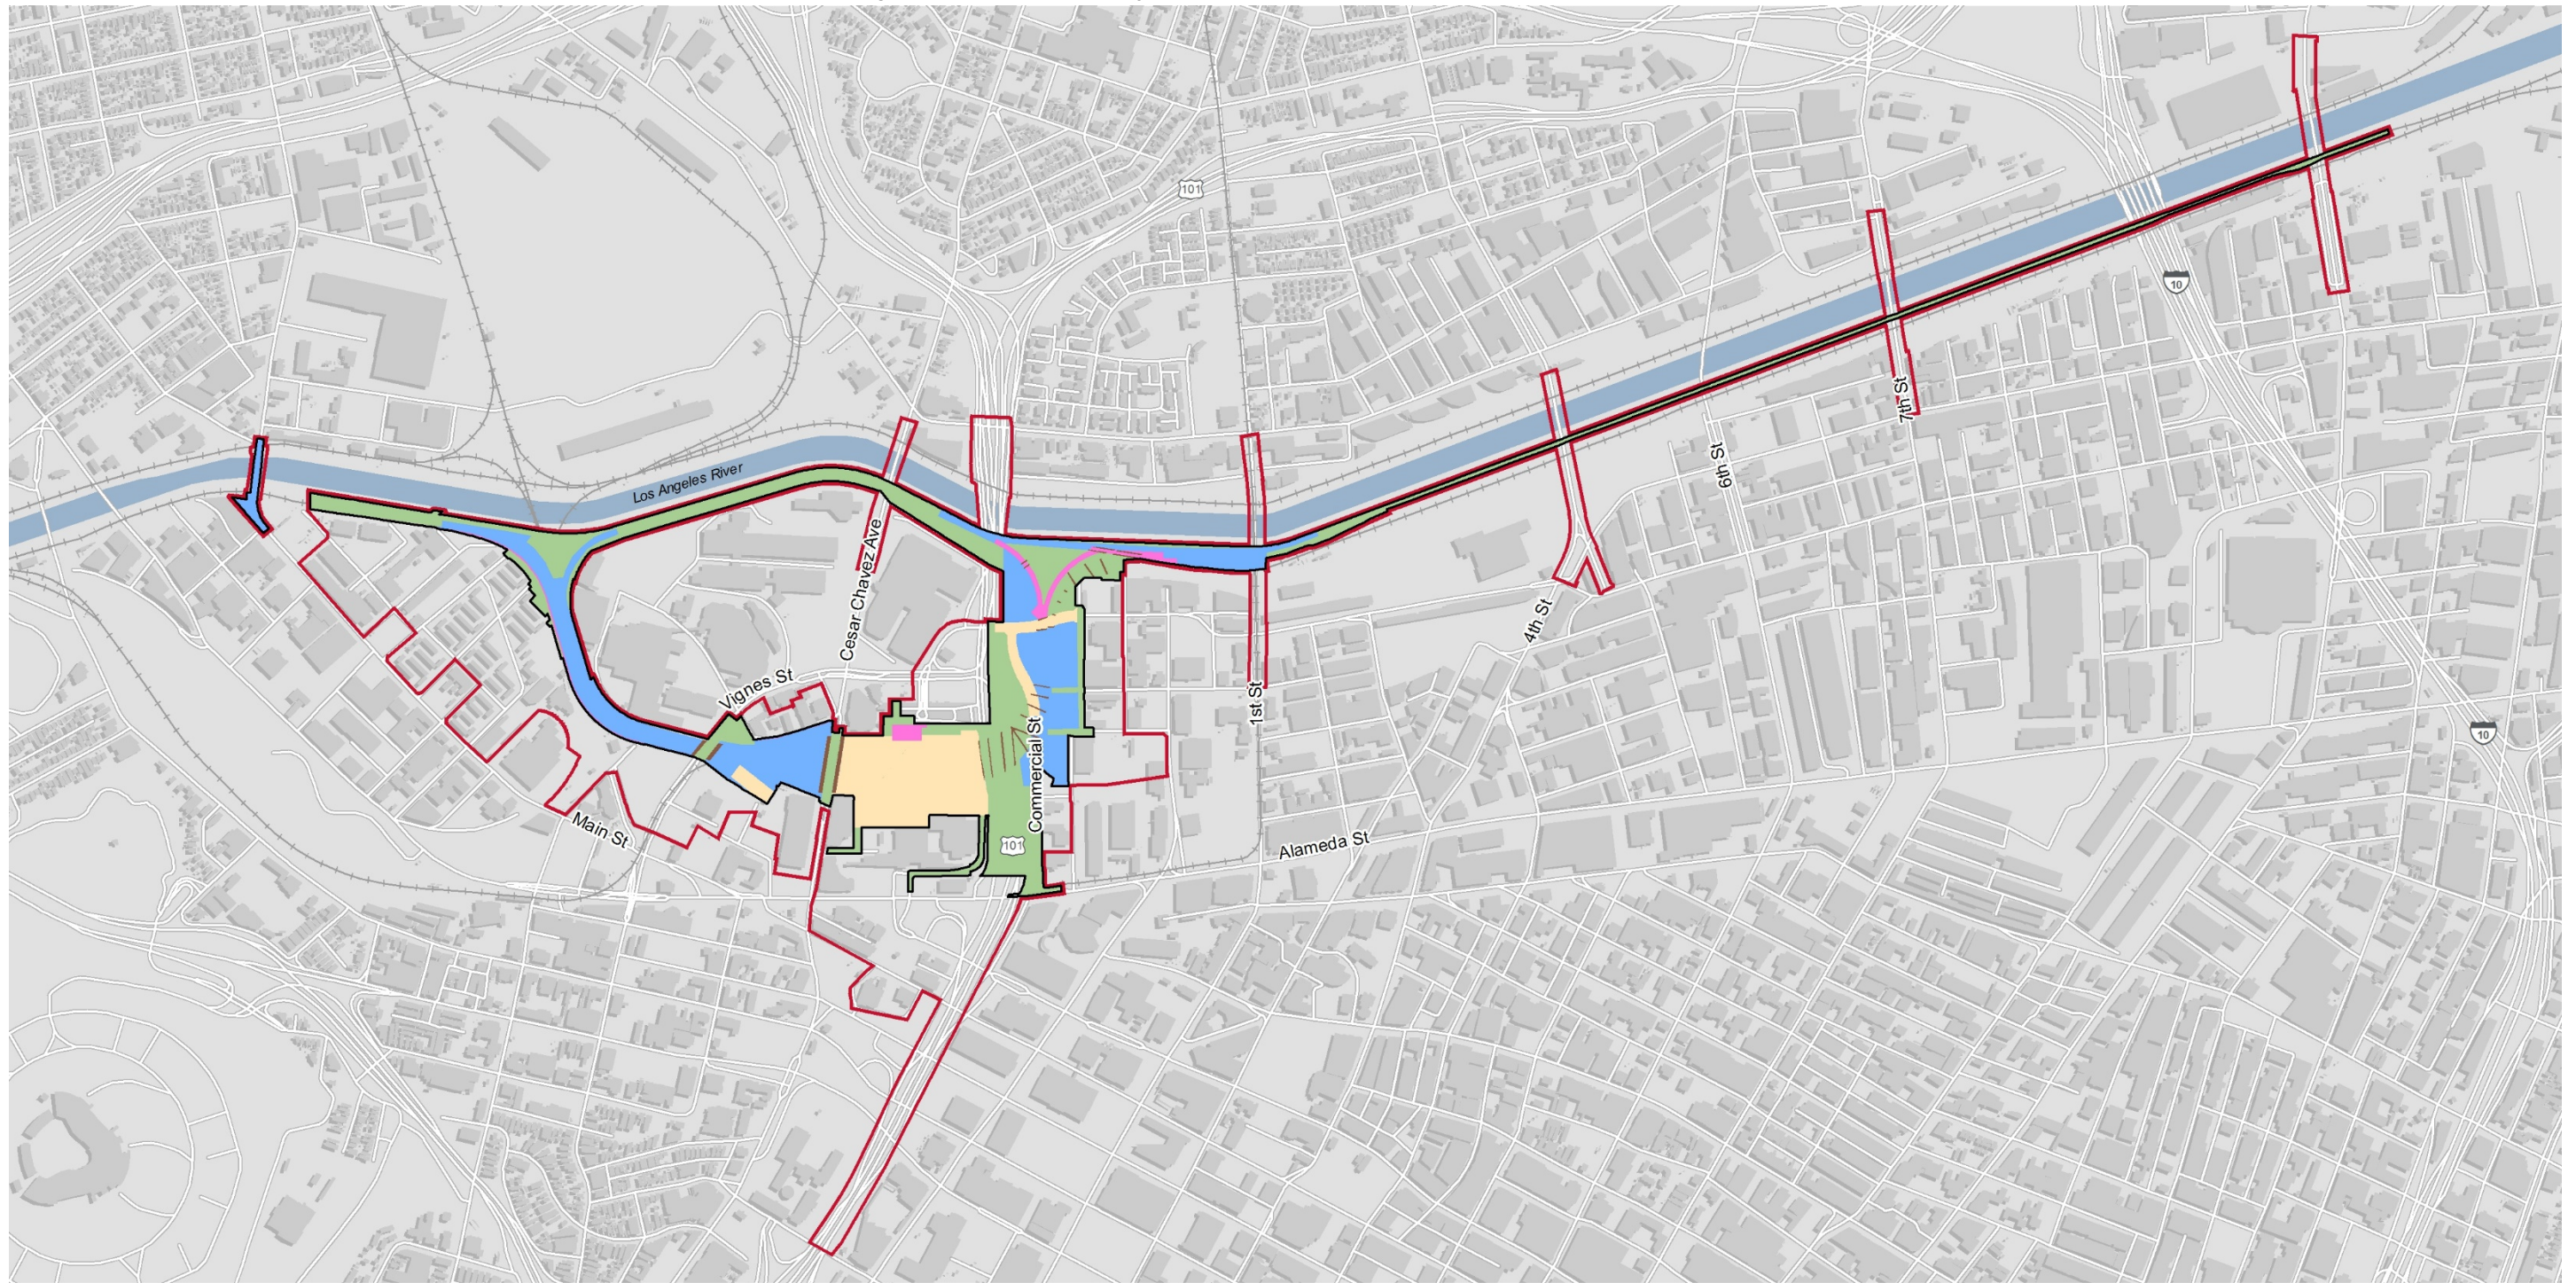 101
10
7th St
Los Angeles River
6th St
Cesar Chavez Ave
4th St
Vignes St
1st St
10
Commercial St
Main St
101
Alameda St